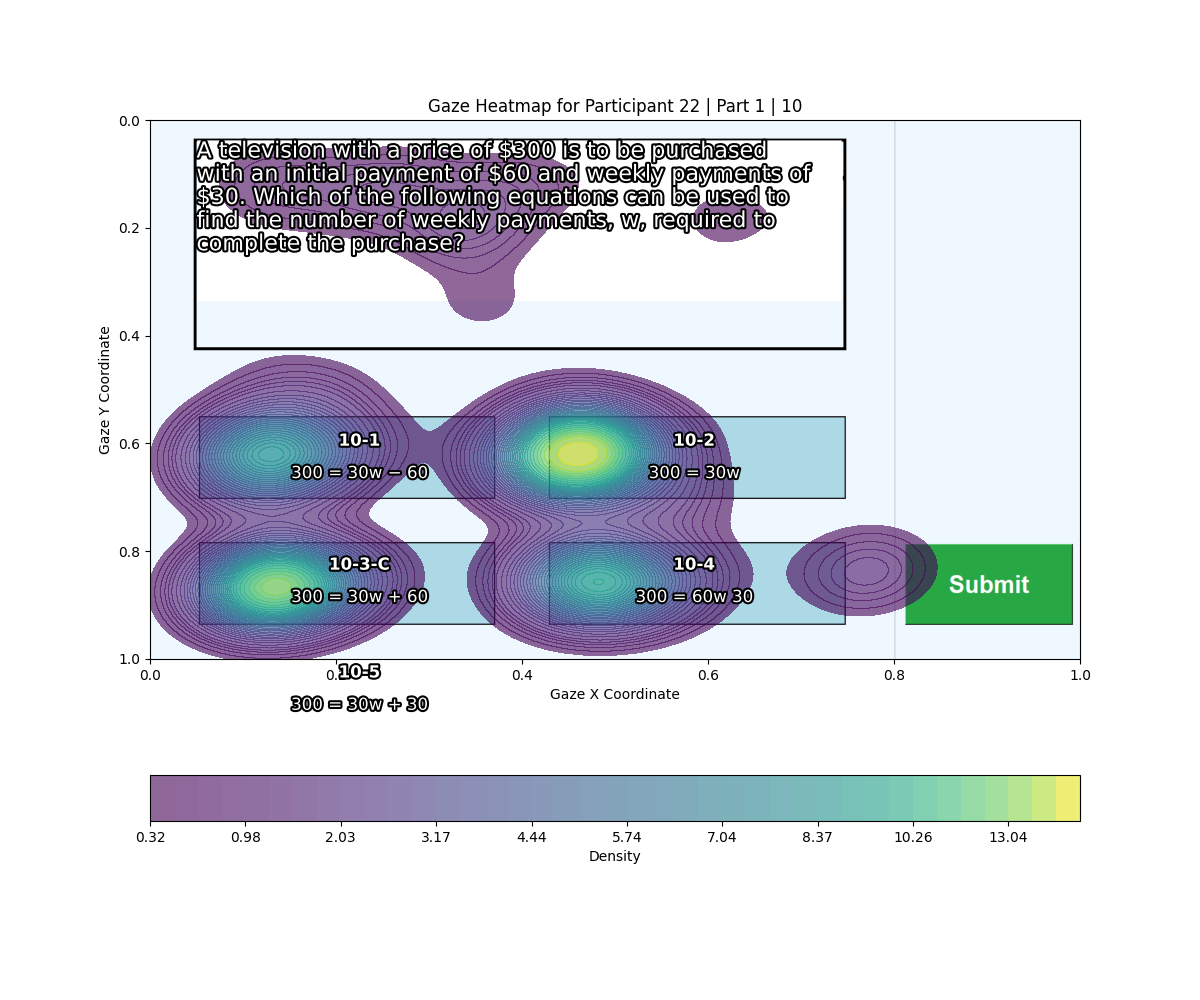 Gaze Heatmap for Participant 22 | Part 1 | 10
A television with a price of $300 is to be purchased
with an initial payment of $60 and weekly payments of
$30. Which of the following equations can be used to
find the number of weekly payments, w, required to
complete the purchase?
0.0
0.2
0.4
0.6
0.8
1.0
Gaze Y Coordinate
10-1
300 = 30w − 60
10-2
300 = 30w
10-3-C
300 = 30w + 60
10-4
300 = 60w 30
Submit
0.0
0.2
0.4
0.6
0.8
1.0
10-5
Gaze X Coordinate
300 = 30w + 30
0.32
0.98
2.03
3.17
4.44
5.74
7.04
8.37
10.26
13.04
Density